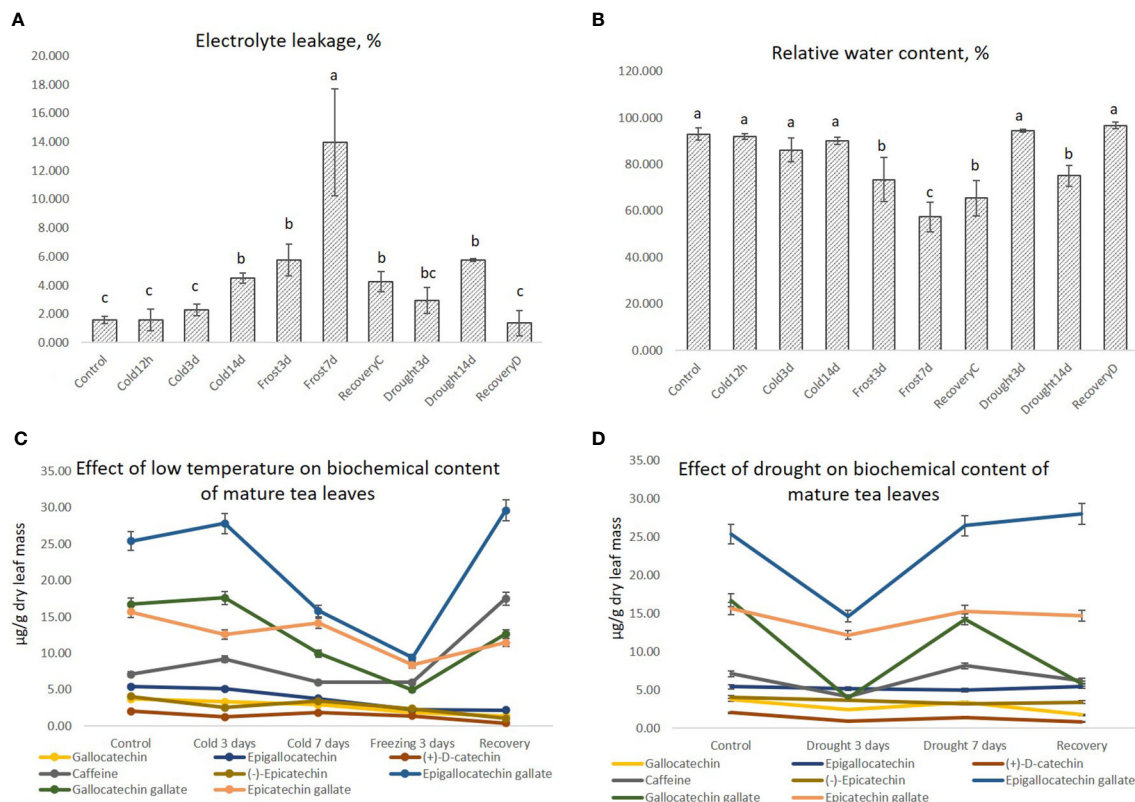 A
Electrolyte leakage, %
20.000
18.000
16.000
14.000
12.000
10.000
8.000
6.000
4.000
2.000
0.000
c
c
c
b
b
a
b
bc
b
c
Control
Cold12h
Cold3d
Cold14d
Frost3d
Frost7d
RecoveryC
Drought3d
Drought14d
RecoveryD
B
Relative water content, %
120.000
100.000
80.000
60.000
40.000
20.000
0.000
a
a
a
a
b
c
b
a
b
a
Control
Cold12h
Cold3d
Cold14d
Frost3d
Frost7d
RecoveryC
Drought3d
Drought14d
RecoveryD
C
Effect of low temperature on biochemical content
of mature tea leaves
µg/g dry leaf mass
35.00
30.00
25.00
20.00
15.00
10.00
5.00
0.00
Control
Cold 3 days
Cold 7 days
Freezing 3 days
Recovery
Gallocatechin
Epigallocatechin
(+)-D-catechin
Caffeine
(-)-Epicatechin
Epigallocatechin gallate
Gallocatechin gallate
Epicatechin gallate
D
Effect of drought on biochemical content of
mature tea leaves
µg/g dry leaf mass
35.00
30.00
25.00
20.00
15.00
10.00
5.00
0.00
Control
Drought 3 days
Drought 7 days
Recovery
Gallocatechin
Epigallocatechin
(+)-D-catechin
Caffeine
(-)-Epicatechin
Epigallocatechin gallate
Gallocatechin gallate
Epicatechin gallate